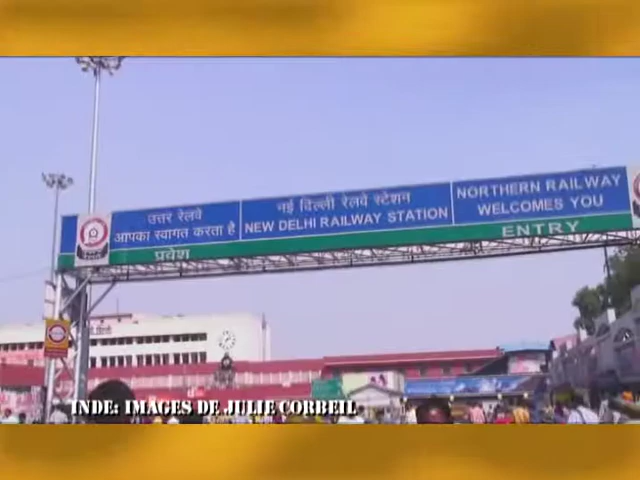 उत्तर रेलवे
आपका स्वागत करता है
प्रवेश
नई दिल्ली रेलवे स्टेशन
NEW DELHI RAILWAY STATION
NORTHERN RAILWAY
WELCOMES YOU
ENTRY
INDE: IMAGES DE JULIE CORBEIL